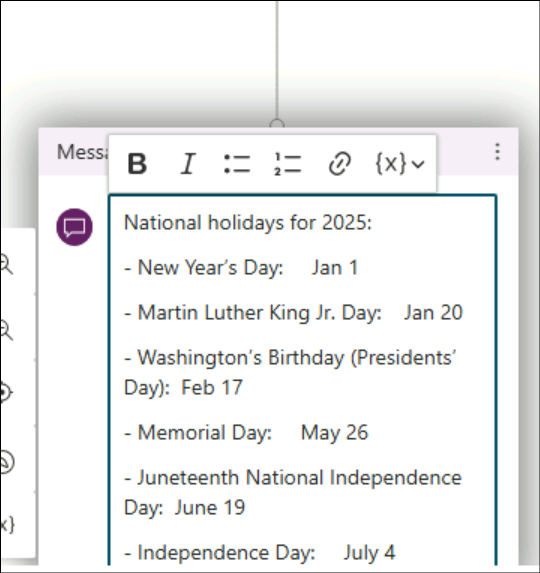 Messa
B I {x}
National holidays for 2025:
- New Year’s Day: Jan 1
- Martin Luther King Jr. Day: Jan 20
- Washington’s Birthday (Presidents’
Day): Feb 17
- Memorial Day: May 26
- Juneteenth National Independence
Day: June 19
x}
- Independence Day: July 4